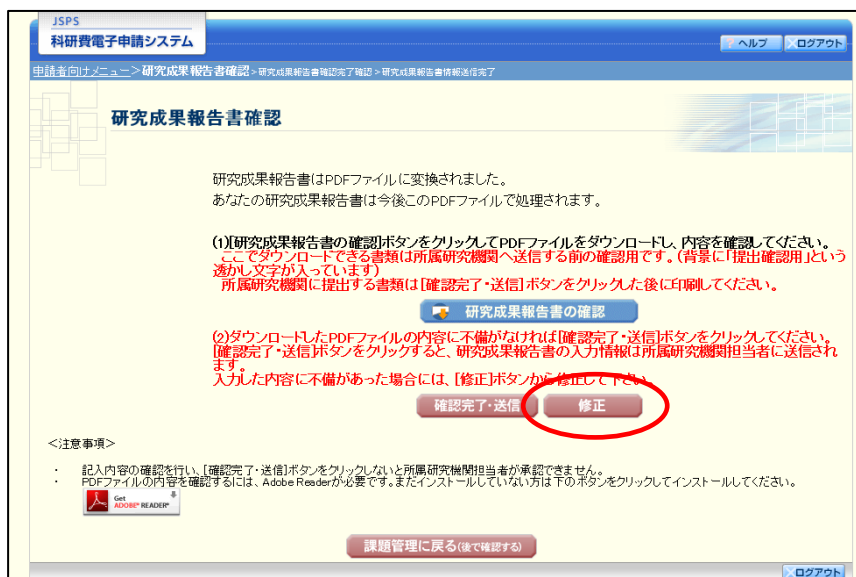 JSPS
科研費電子申請システム
? ヘルプ
×ログアウト
申請者向けメニュー>研究成果報告書確認>研究成果報告書確認完了確認>研究成果報告書情報送信完了
研究成果報告書確認
研究成果報告書はPDFファイルに変換されました。
あなたの研究成果報告書は今後このPDFファイルで処理されます。
(1)[研究成果報告書の確認]ボタンをクリックしてPDFファイルをダウンロードし、内容を確認してください。
ここでダウンロードできる書類は所属研究機関へ送信する前の確認用です。(背景に「提出確認用」という
透かし文字が入っています)
所属研究機関に提出する書類は[確認完了・送信]ボタンをクリックした後に印刷してください。
研究成果報告書の確認
(2)ダウンロードしたPDFファイルの内容に不備がなければ[確認完了・送信]ボタンをクリックしてください。
[確認完了・送信]ボタンをクリックすると、研究成果報告書の入力情報は所属研究機関担当者に送信され
ます。
入力した内容に不備があった場合には、[修正]ボタンから修正して下さい。
確認完了・送信
修正
<注意事項>
・ 記入内容の確認を行い、[確認完了・送信]ボタンをクリックしないと所属研究機関担当者が承認できません。
・ PDFファイルの内容を確認するには、Adobe Readerが必要です。まだインストールしていない方は下のボタンをクリックしてインストールしてください。
Get
ADOBE® READER®
課題管理に戻る(後で確認する)
×ログアウト